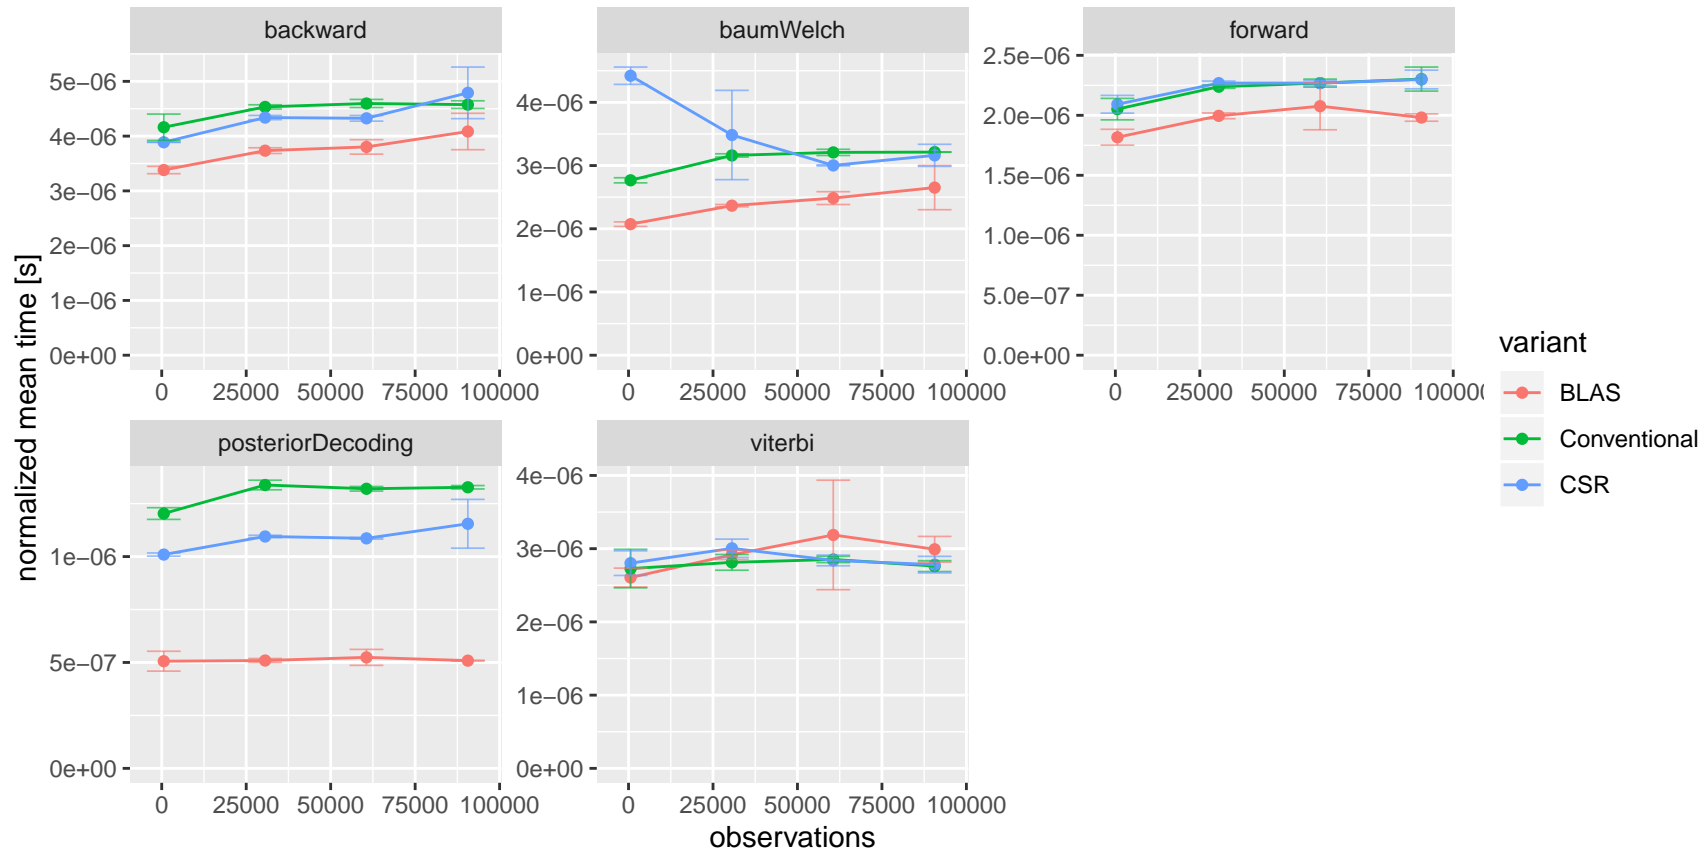 backward
baumWelch
forward
5e−06
4e−06
3e−06
2e−06
1e−06
0e+00
4e−06
3e−06
2e−06
1e−06
0e+00
2.5e−06
2.0e−06
1.5e−06
1.0e−06
5.0e−07
0.0e+00
0 25000 50000 75000 100000
0 25000 50000 75000 100000
0 25000 50000 75000
posteriorDecoding
viterbi
1e−06
5e−07
0e+00
4e−06
3e−06
2e−06
1e−06
0e+00
0 25000 50000 75000 100000
0 25000 50000 75000 100000
observations
normalized mean time [s]
variant
BLAS
Conventional
CSR